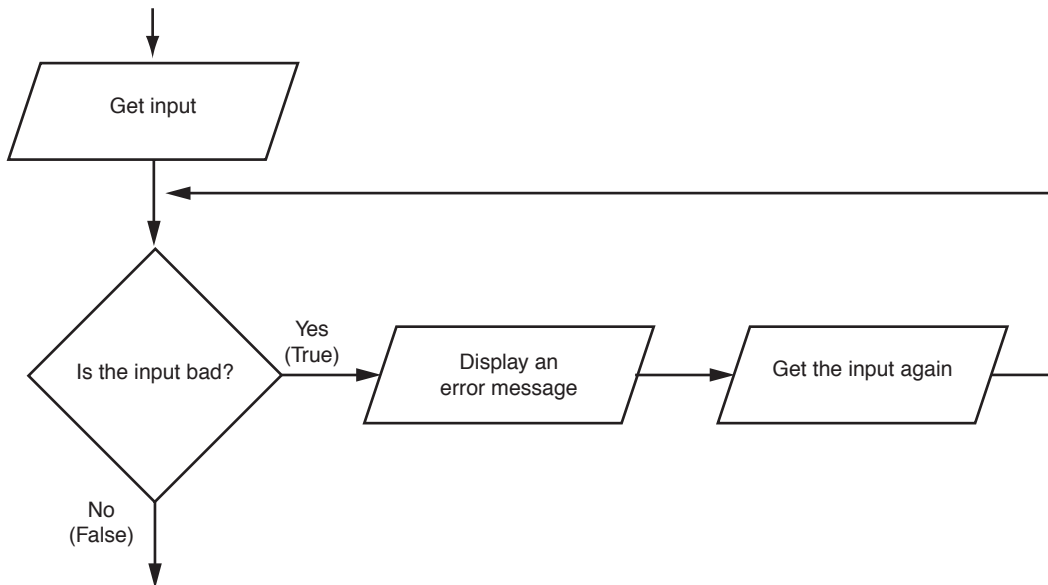 Get input
Is the input bad?
Yes
(True)
Display an
error message
Get the input again
No
(False)